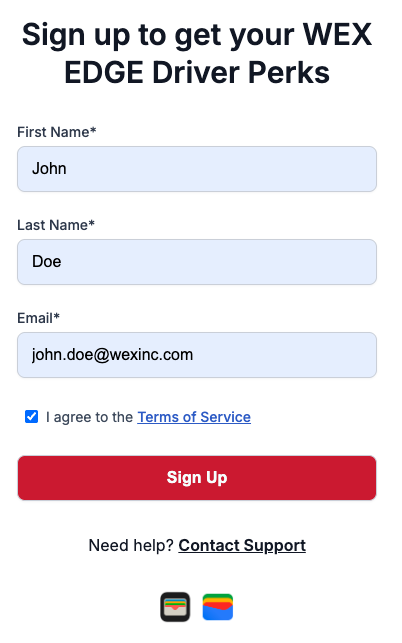 Sign up to get your WEX
EDGE Driver Perks
First Name*
John
Last Name*
Doe
Email*
john.doe@wexinc.com
I agree to the Terms of Service
Sign Up
Need help? Contact Support